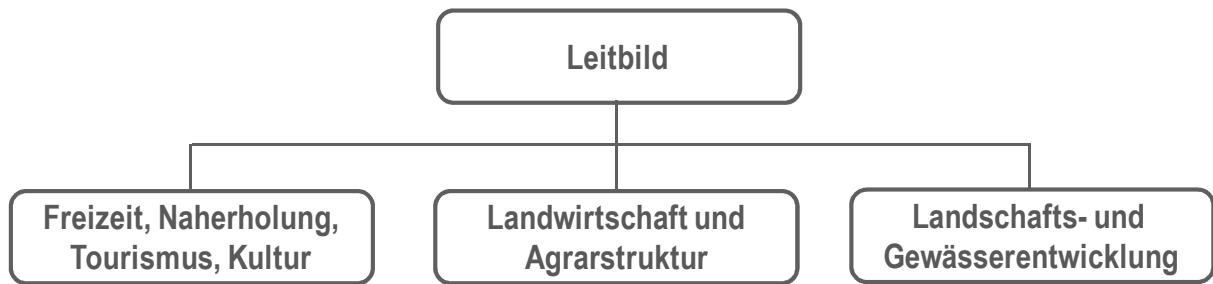 Leitbild
Freizeit, Naherholung,
Tourismus, Kultur
Landwirtschaft und
Agrarstruktur
Landschafts- und
Gewässerentwicklung